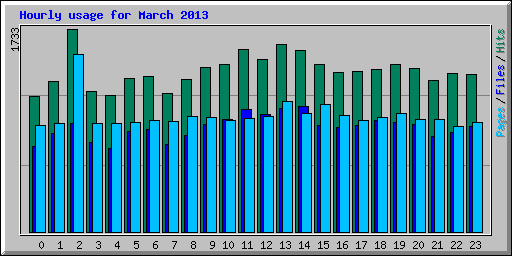 Hourly usage for March 2013
1733
Pages/Files/Hits
0 1 2 3 4 5 6 7 8 9 10 11 12 13 14 15 16 17 18 19 20 21 22 23